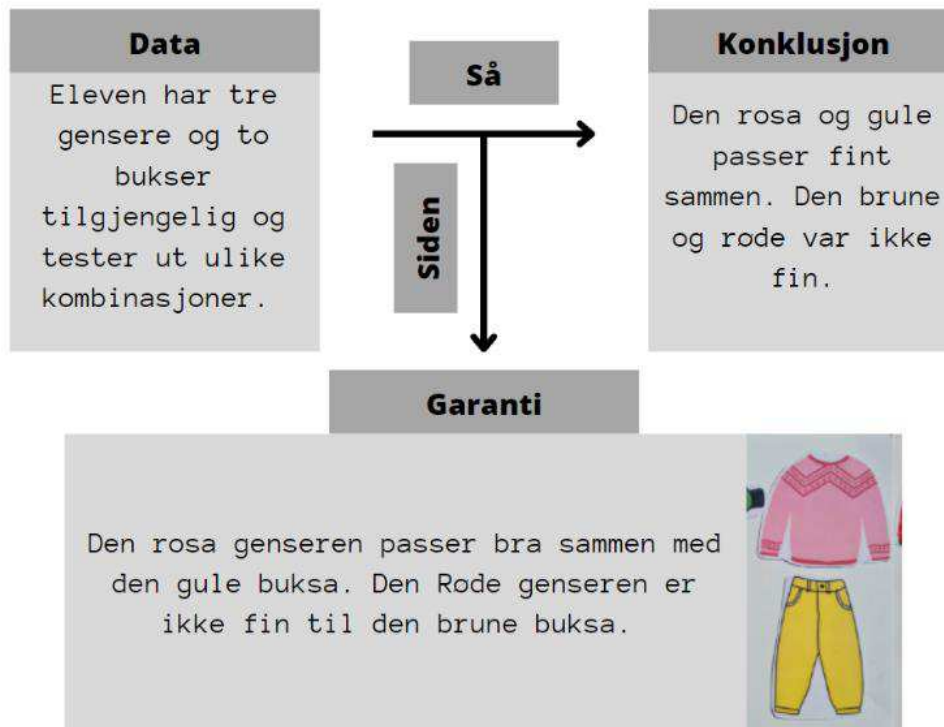 Data
Eleven har tre
gensere og to
bukser
tilgjengelig og
tester ut ulike
kombinasjoner.
Så
Siden
Konklusjon
Den rosa og gule
passer fint
sammen. Den brune
og røde var ikke
fin.
Garanti
Den rosa genseren passer bra sammen med
den gule buksa. Den Røde genseren er
ikke fin til den brune buksa.